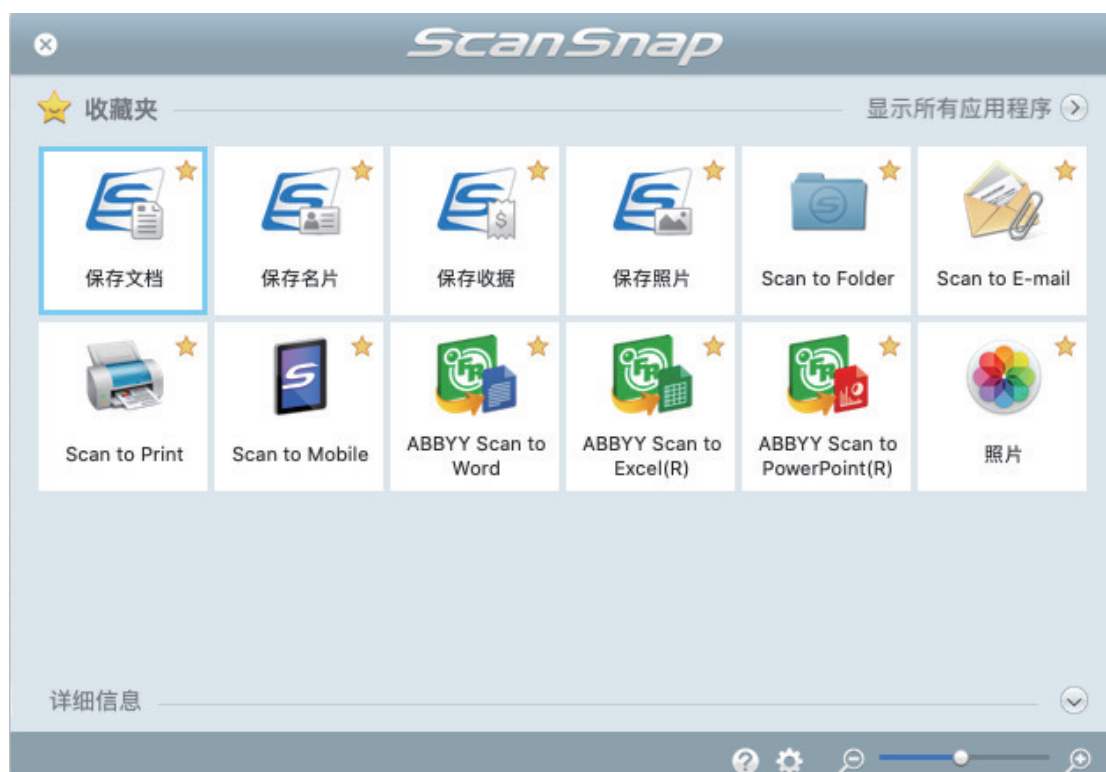 ScanSnap
收藏夹
显示所有应用程序
保存文档
保存名片
保存收据
保存照片
Scan to Folder
Scan to E-mail
Scan to Print
Scan to Mobile
ABBYY Scan to
Word
ABBYY Scan to
Excel(R)
ABBYY Scan to
PowerPoint(R)
照片
详细信息